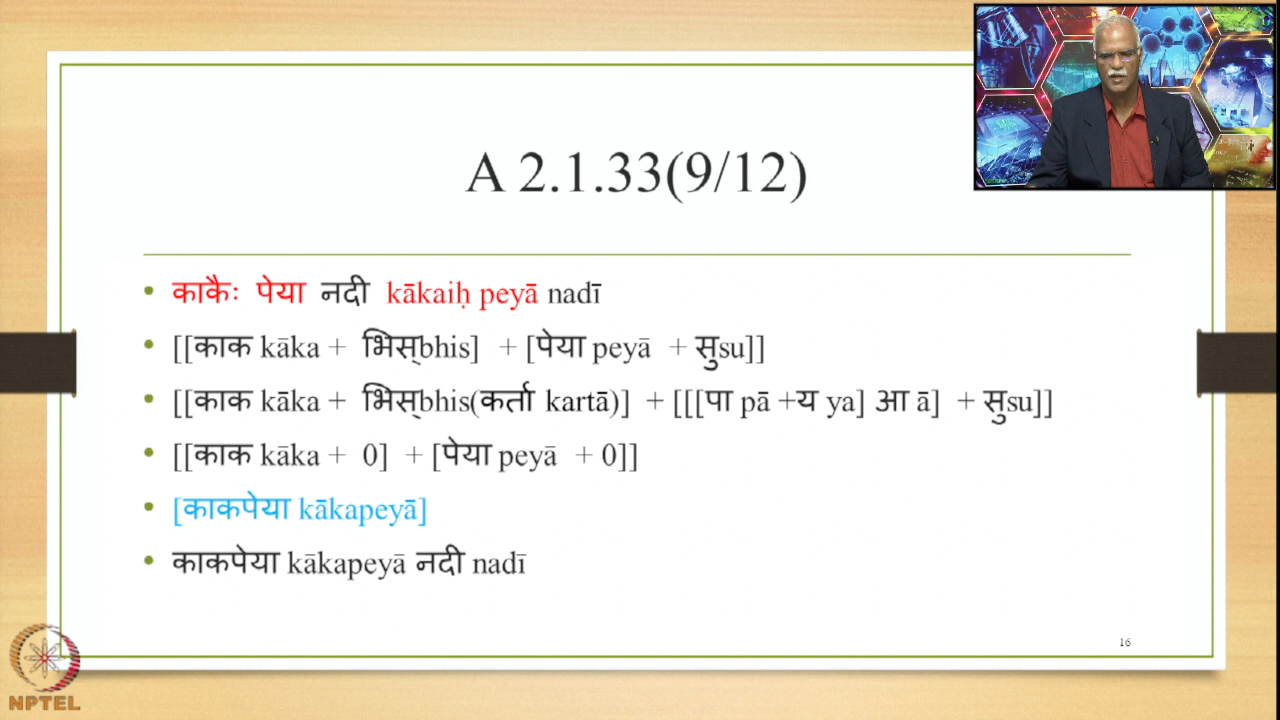 A 2.1.33(9/12)
काकैः पेया नदी kākaiḥ peyā nadī
[[काक kāka + भिस्bhis] + [पेया peyā + सुsu]]
[[काक kāka + भिस्bhis(कर्ता kartā)] + [[[पा pā +य ya] आ ā] + सुsu]]
[[काक kāka + 0] + [पेया peyā + 0]]
[काकपेया kākapeyā]
काकपेया kākapeyā नदी nadī
16
NPTEL